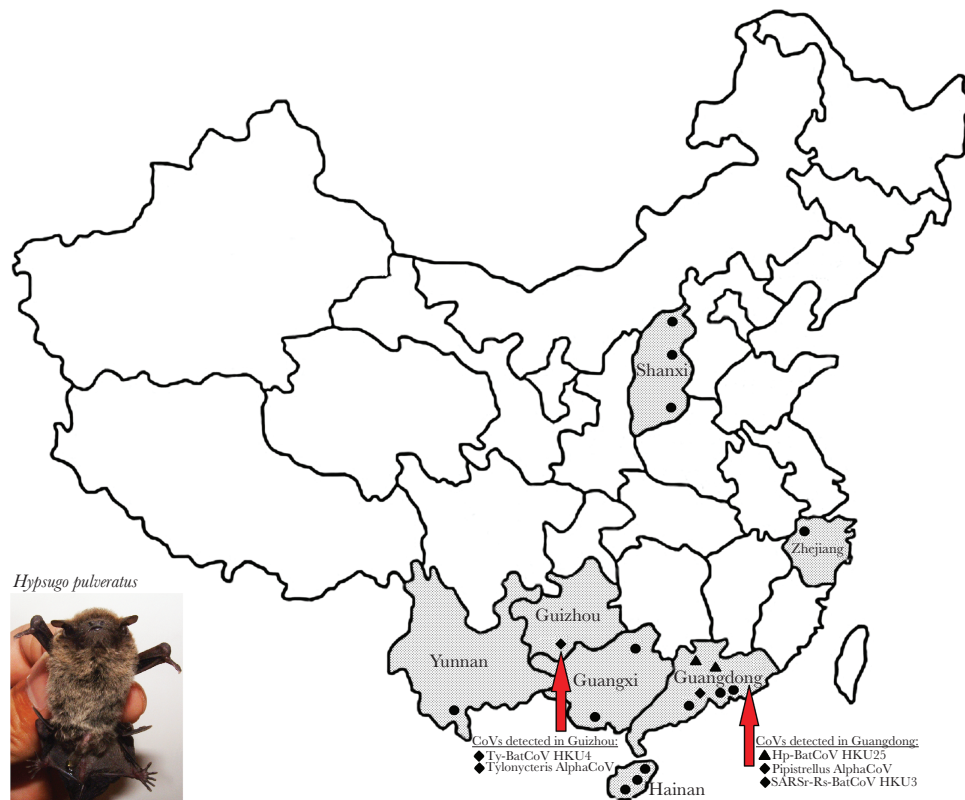 Shanxi
Zhejiang
Hypsugo pulveratus
Guizhou
Yunnan
Guangxi
Guangdong
CoVs detected in Guizhou:
Ty-BatCoV HKU4
Tylonycteris AlphaCoV
CoVs detected in Guangdong:
Hp-BatCoV HKU25
Pipistrellus AlphaCoV
SARSr-Rs-BatCoV HKU3
Hainan